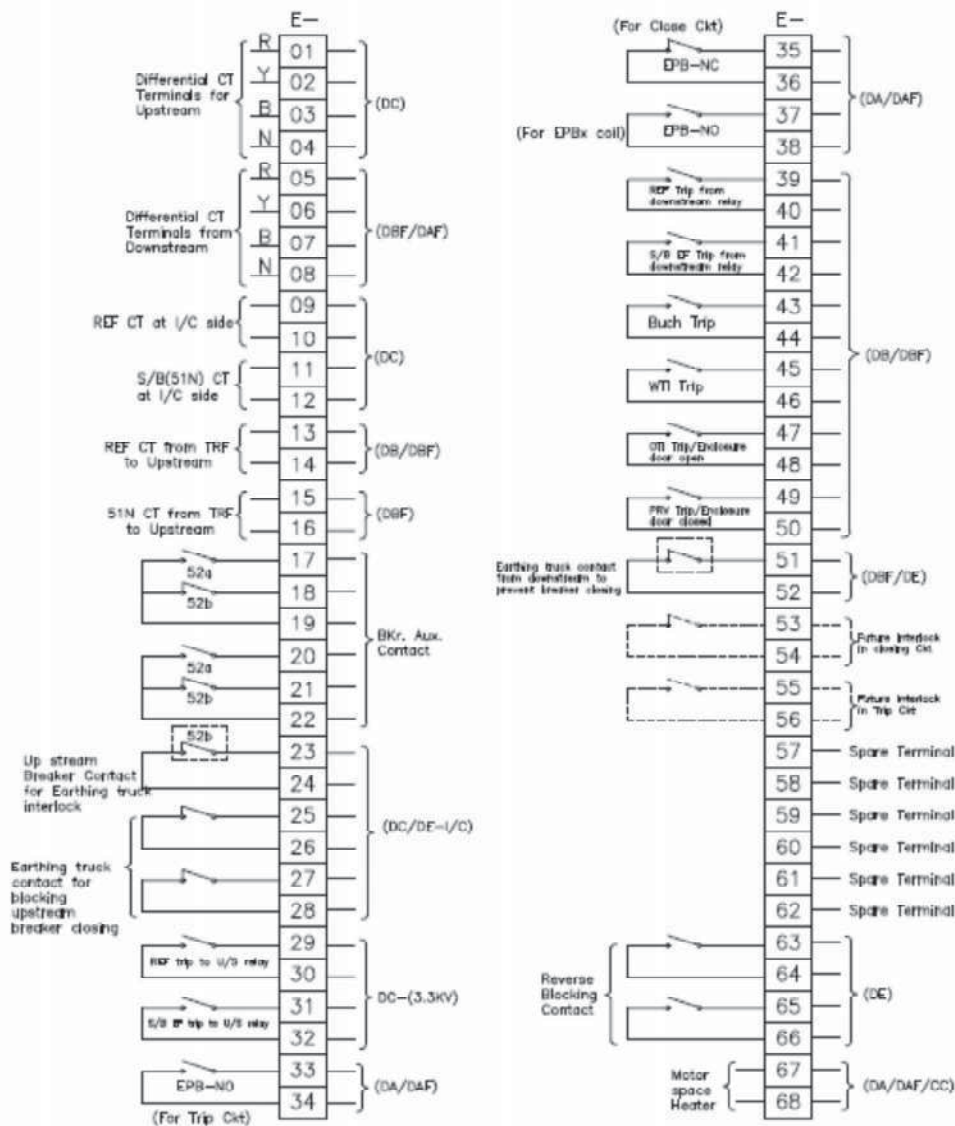 E-
R 01
Y 02
B 03
N 04
Differential CT
Terminals for
Upstream
(DC)
R 05
Y 06
B 07
N 08
Differential CT
Terminals from
Downstream
(DBF/DAF)
09
10
REF CT at I/C side
11
12
S/B(51N) CT
at I/C side
(DC)
13
14
REF CT from TRF
to Upstream
(DB/DBF)
15
16
51N CT from TRF
to Upstream
(DBF)
17
52a
18
52b
19
20
52a
21
52b
22
BKr. Aux.
Contact
52b
23
24
Up stream
Breaker Contact
for Earthing truck
interlock
25
26
27
28
(DC/DE-I/C)
Earthing truck
contact for
blocking
upstream
breaker closing
29
REF trip to U/S relay
30
31
S/B EF trip to U/S relay
32
DC-(3.3KV)
33
EPB-NO
34
(DA/DAF)
(For Trip Ckt)
E-
(For Close Ckt)
35
EPB-NC
36
37
(For EPBx coil)
EPB-NO
38
(DA/DAF)
39
REF Trip from
downstream relay
40
41
S/B EF Trip from
downstream relay
42
43
Buch Trip
44
45
WTI Trip
46
47
OTI Trip/Enclosure
door open
48
49
PRV Trip/Enclosure
door closed
50
(DB/DBF)
51
52
Earthing truck contact
from downstream to
prevent breaker closing
(DBF/DE)
53
54
Future Interlock
in closing Ckt
55
56
Future Interlock
in Trip Ckt
57 Spare Terminal
58 Spare Terminal
59 Spare Terminal
60 Spare Terminal
61 Spare Terminal
62 Spare Terminal
63
64
65
66
Reverse
Blocking
Contact
(DE)
67
68
Motor
space
Heater
(DA/DAF/CC)